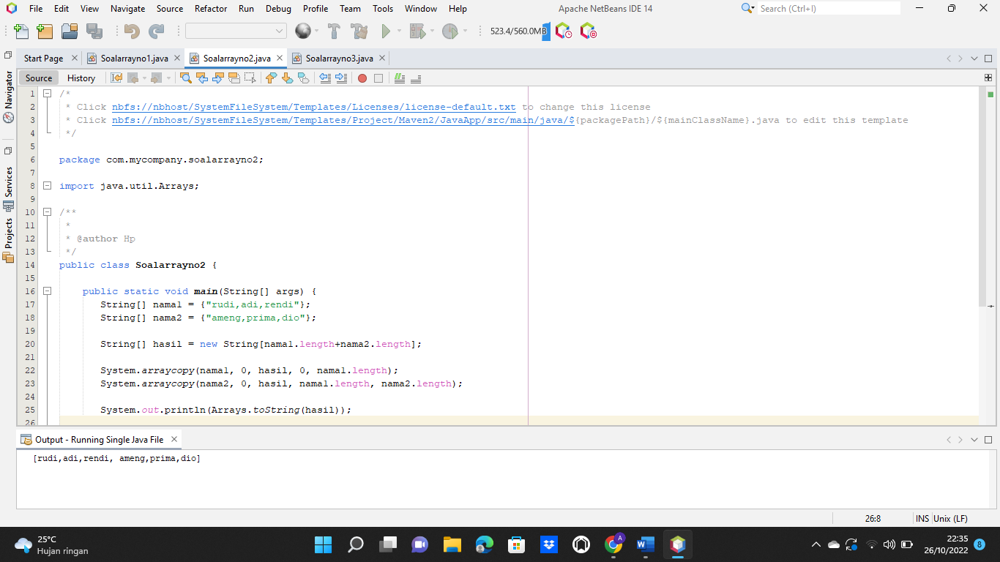 File Edit View Navigate Source Refactor Run Debug Profile Team Tools Window Help Apache NetBeans IDE 14 Search (Ctrl+I)
523.4/560.0MB
Start Page Soalarrayno1.java Soalarrayno2.java Soalarrayno3.java
Source History
Navigator
Services
Projects
1 /*
2 * Click nbfs://nbhost/SystemFileSystem/Templates/Licenses/license-default.txt to change this license
3 * Click nbfs://nbhost/SystemFileSystem/Templates/Project/Maven2/JavaApp/src/main/java/${packagePath}/${mainClassName}.java to edit this template
4 */
5
6 package com.mycompany.soalarrayno2;
7
8 import java.util.Arrays;
9
10 /**
11 *
12 * @author Hp
13 */
14 public class Soalarrayno2 {
15
16 public static void main(String[] args) {
17 String[] nama1 = {"rudi,adi,rendi"};
18 String[] nama2 = {"ameng,prima,dio"};
19
20 String[] hasil = new String[nama1.length+nama2.length];
21
22 System.arraycopy(nama1, 0, hasil, 0, nama1.length);
23 System.arraycopy(nama2, 0, hasil, nama1.length, nama2.length);
24
25 System.out.println(Arrays.toString(hasil));
26
Output - Running Single Java File
[rudi,adi,rendi, ameng,prima,dio]
26:8 INS Unix (LF)
25°C
Hujan ringan
A
W
22:35
26/10/2022
8